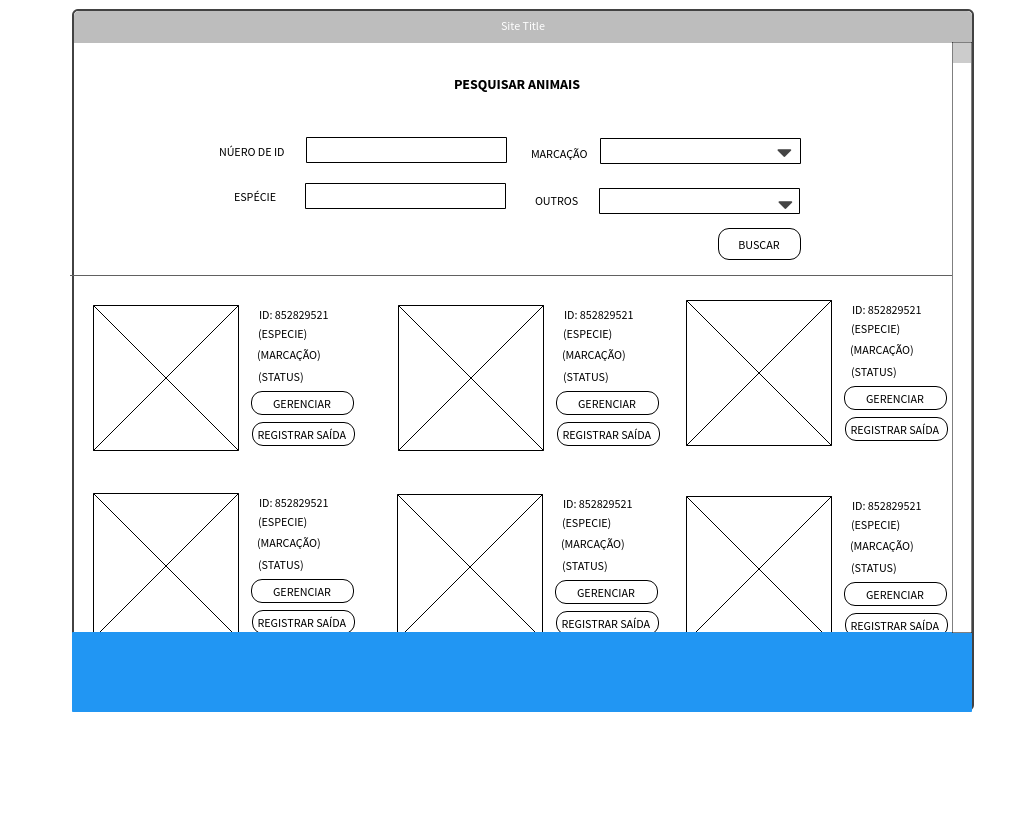 Site Title
PESQUISAR ANIMAIS
NÚERO DE ID
MARCAÇÃO
ESPÉCIE
OUTROS
BUSCAR
ID: 852829521
(ESPECIE)
(MARCAÇÃO)
(STATUS)
GERENCIAR
REGISTRAR SAÍDA
ID: 852829521
(ESPECIE)
(MARCAÇÃO)
(STATUS)
GERENCIAR
REGISTRAR SAÍDA
ID: 852829521
(ESPECIE)
(MARCAÇÃO)
(STATUS)
GERENCIAR
REGISTRAR SAÍDA
ID: 852829521
(ESPECIE)
(MARCAÇÃO)
(STATUS)
GERENCIAR
REGISTRAR SAÍDA
ID: 852829521
(ESPECIE)
(MARCAÇÃO)
(STATUS)
GERENCIAR
REGISTRAR SAÍDA
ID: 852829521
(ESPECIE)
(MARCAÇÃO)
(STATUS)
GERENCIAR
REGISTRAR SAÍDA